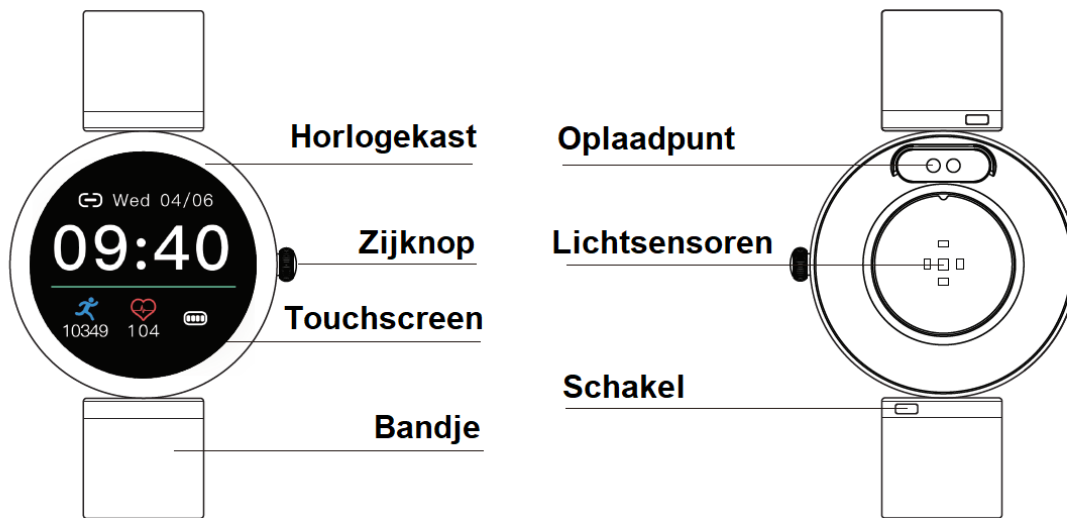 Horlogekast
Wed 04/06
09:40
Zijknop
Touchscreen
10349 104
Bandje
Oplaadpunt
Lichtsensoren
Schakel